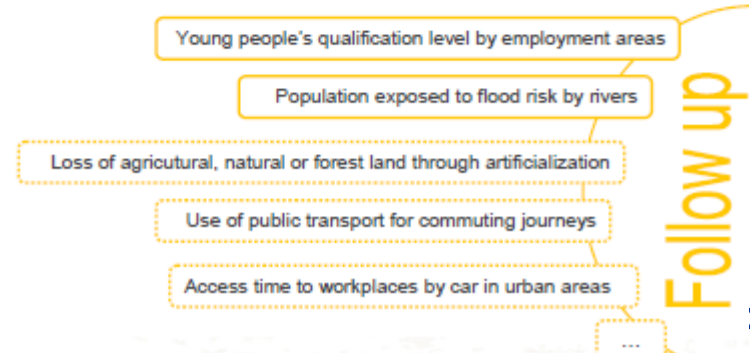 Young people's qualification level by employment areas
Population exposed to flood risk by rivers
Loss of agricutural, natural or forest land through artificialization
Use of public transport for commuting journeys
Access time to workplaces by car in urban areas
...
Follow up